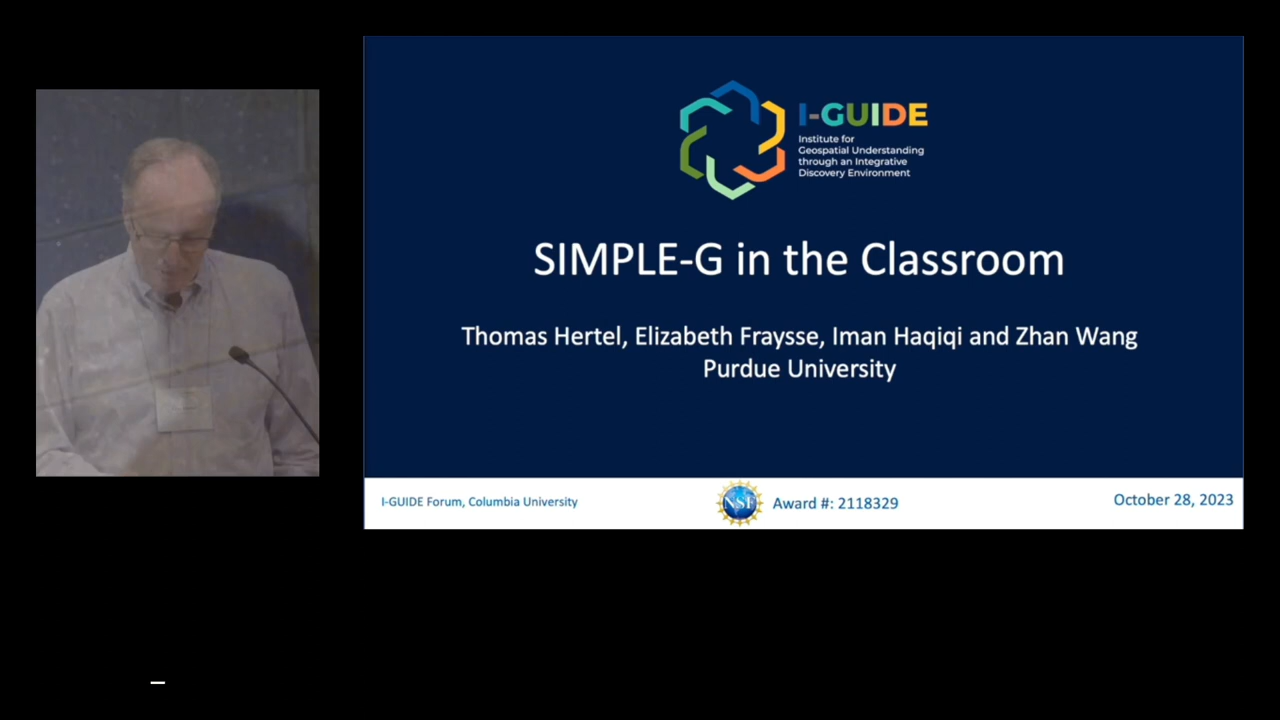 I-GUIDE
Institute for
Geospatial Understanding
through an Integrative
Discovery Environment
SIMPLE-G in the Classroom
Thomas Hertel, Elizabeth Fraysse, Iman Haqiqi and Zhan Wang
Purdue University
I-GUIDE Forum, Columbia University
NSF
Award #: 2118329
October 28, 2023